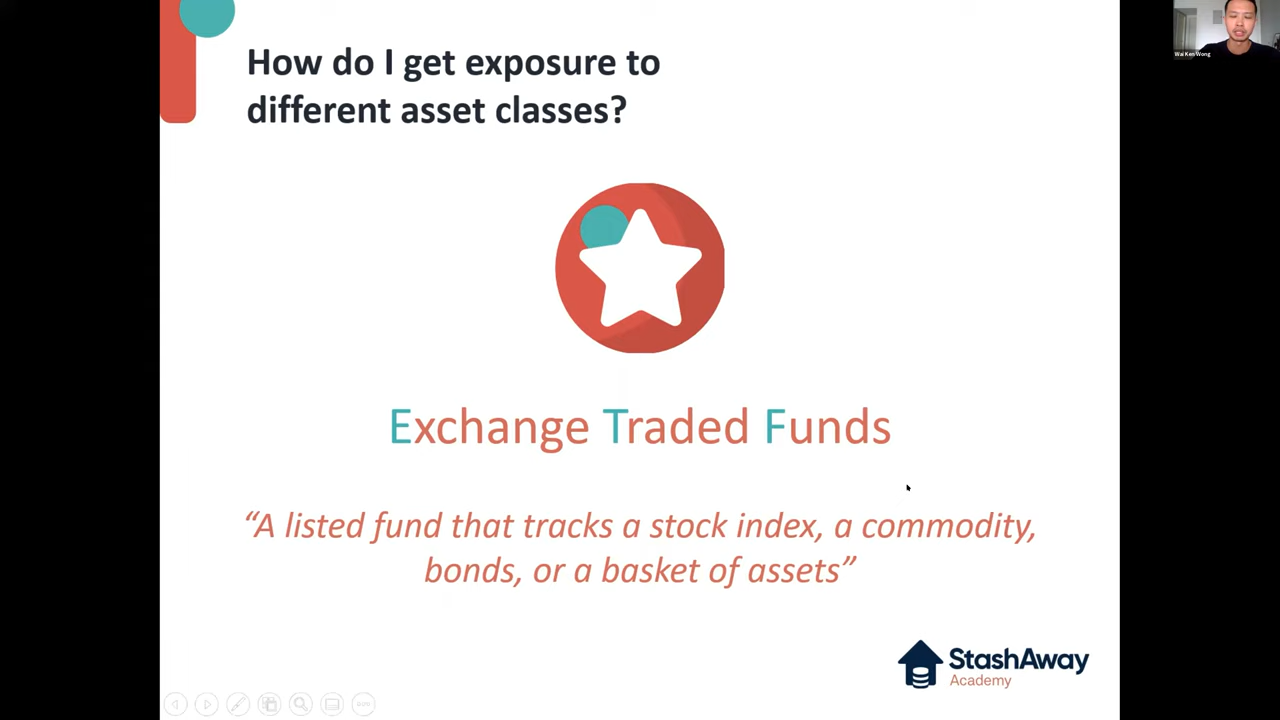 How do I get exposure to
different asset classes?
Wai Ken Wong
Exchange Traded Funds
“A listed fund that tracks a stock index, a commodity,
bonds, or a basket of assets”
StashAway
Academy